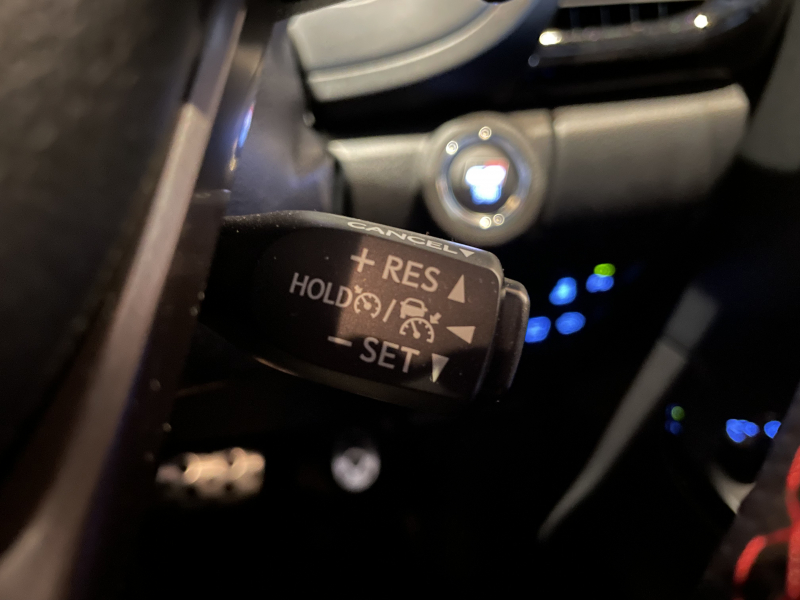 CANCEL▼
+ RES ▲
HOLD / ◀
− SET ▼